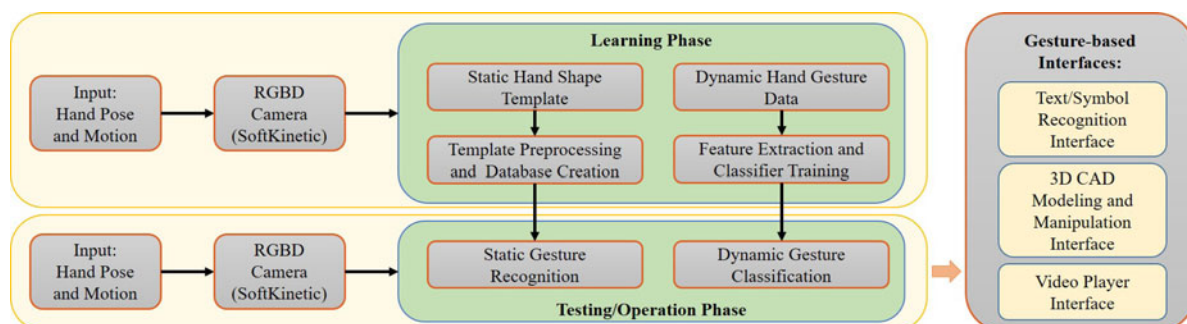 Learning Phase
Input:
Hand Pose
and Motion
RGBD
Camera
(SoftKinetic)
Static Hand Shape
Template
Dynamic Hand Gesture
Data
Template Preprocessing
and Database Creation
Feature Extraction and
Classifier Training
Input:
Hand Pose
and Motion
RGBD
Camera
(SoftKinetic)
Static Gesture
Recognition
Dynamic Gesture
Classification
Testing/Operation Phase
Gesture-based
Interfaces:
Text/Symbol
Recognition
Interface
3D CAD
Modeling and
Manipulation
Interface
Video Player
Interface